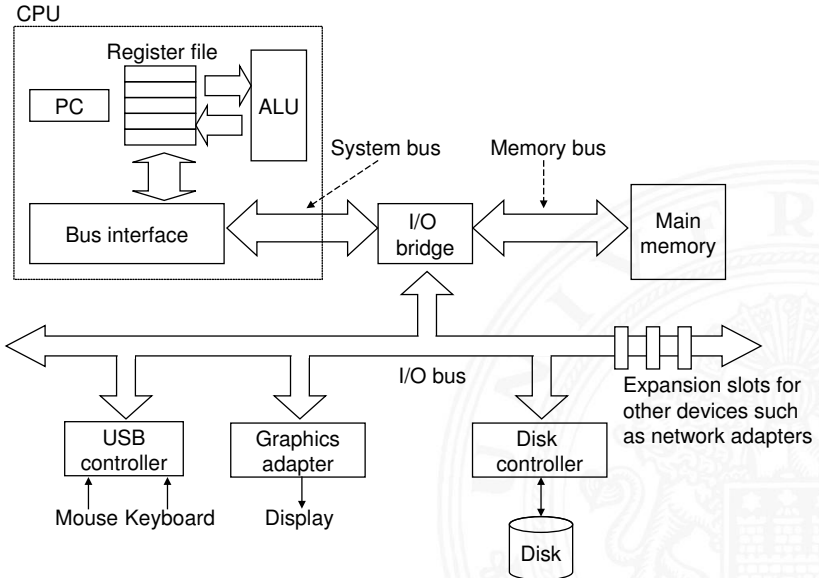 CPU
Register file
PC
ALU
System bus
Memory bus
Bus interface
I/O
bridge
Main
memory
I/O bus
Expansion slots for
other devices such
as network adapters
USB
controller
Graphics
adapter
Disk
controller
Mouse Keyboard
Display
Disk
U N I V E R